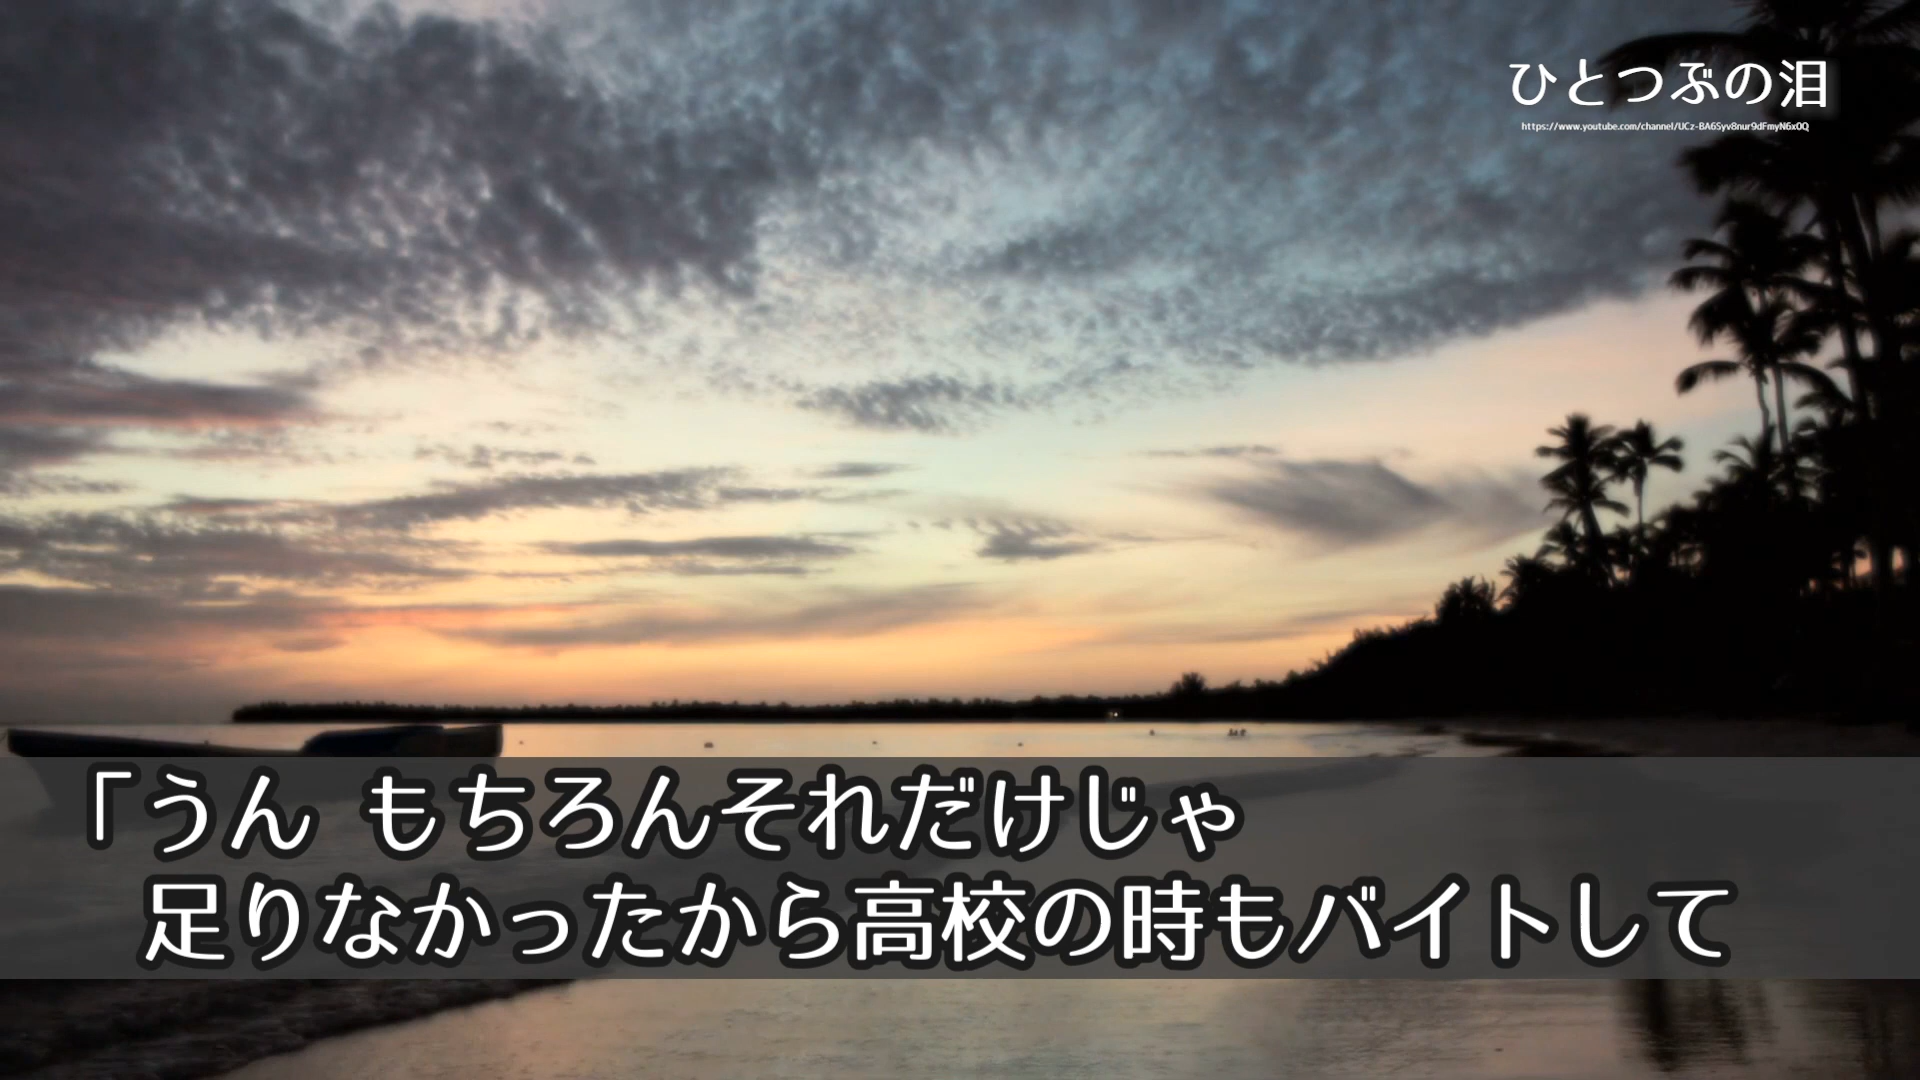 ひとつぶの泪
https://www.youtube.com/channel/UCz-BA6Syv8nur9dFmyN6x0Q
「うん もちろんそれだけじゃ
足りなかったから高校の時もバイトして